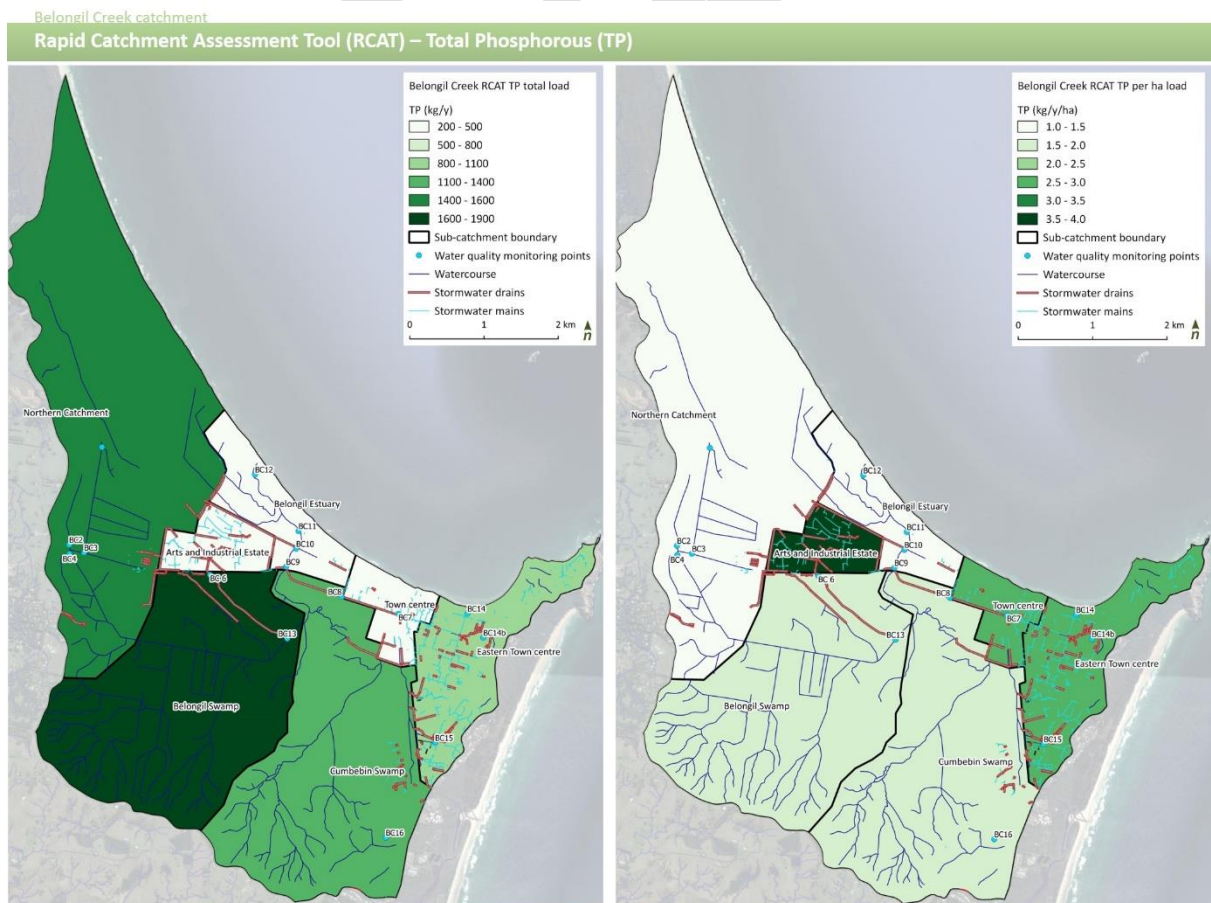 Belongil Creek catchment
Rapid Catchment Assessment Tool (RCAT) – Total Phosphorous (TP)
Belongil Creek RCAT TP total load
TP (kg/y)
200 - 500
500 - 800
800 - 1100
1100 - 1400
1400 - 1600
1600 - 1900
Sub-catchment boundary
Water quality monitoring points
Watercourse
Stormwater drains
Stormwater mains
0 1 2 km
n
Northern Catchment
BC12
Belongil Estuary
BC11
BC10
BC2
BC3
BC4
Arts and Industrial Estate
BC9
BC 6
BC8
Town centre
BC7
BC14
BC14b
BC13
Eastern Town centre
Belongil Swamp
BC15
Cumbebin Swamp
BC16
Belongil Creek RCAT TP per ha load
TP (kg/y/ha)
1.0 - 1.5
1.5 - 2.0
2.0 - 2.5
2.5 - 3.0
3.0 - 3.5
3.5 - 4.0
Sub-catchment boundary
Water quality monitoring points
Watercourse
Stormwater drains
Stormwater mains
0 1 2 km
n
Northern Catchment
BC12
Belongil Estuary
BC11
BC10
BC2
BC3
BC4
Arts and Industrial Estate
BC9
BC 6
BC8
Town centre
BC7
BC14
BC14b
BC13
Eastern Town centre
Belongil Swamp
BC15
Cumbebin Swamp
BC16